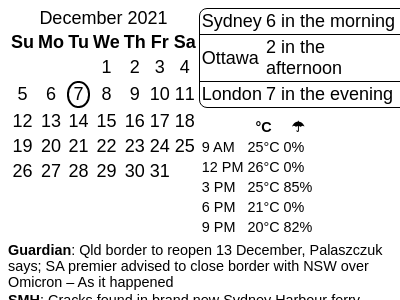 December 2021
Su Mo Tu We Th Fr Sa
1 2 3 4
5 6 7 8 9 10 11
12 13 14 15 16 17 18
19 20 21 22 23 24 25
26 27 28 29 30 31
Sydney 6 in the morning
Ottawa 2 in the
afternoon
London 7 in the evening
°C ☂
9 AM 25°C 0%
12 PM 26°C 0%
3 PM 25°C 85%
6 PM 21°C 0%
9 PM 20°C 82%
Guardian: Qld border to reopen 13 December, Palaszczuk
says; SA premier advised to close border with NSW over
Omicron – As it happened
SMH: Cracks found in brand new Sydney Harbour ferry